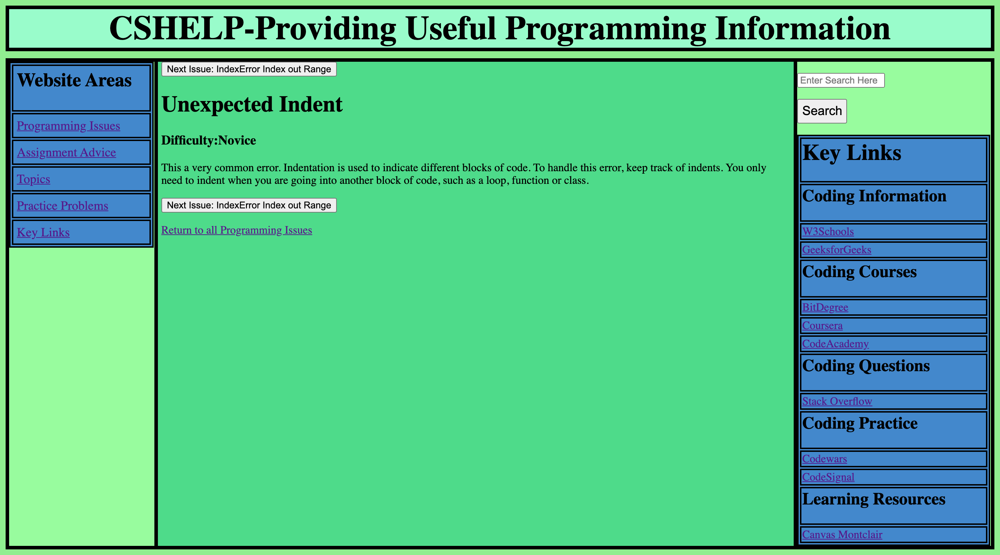 CSHELP-Providing Useful Programming Information
Website Areas
Programming Issues
Assignment Advice
Topics
Practice Problems
Key Links
Next Issue: IndexError Index out Range
Unexpected Indent
Difficulty:Novice
This a very common error. Indentation is used to indicate different blocks of code. To handle this error, keep track of indents. You only
need to indent when you are going into another block of code, such as a loop, function or class.
Next Issue: IndexError Index out Range
Return to all Programming Issues
Enter Search Here
Search
Key Links
Coding Information
W3Schools
GeeksforGeeks
Coding Courses
BitDegree
Coursera
CodeAcademy
Coding Questions
Stack Overflow
Coding Practice
Codewars
CodeSignal
Learning Resources
Canvas Montclair